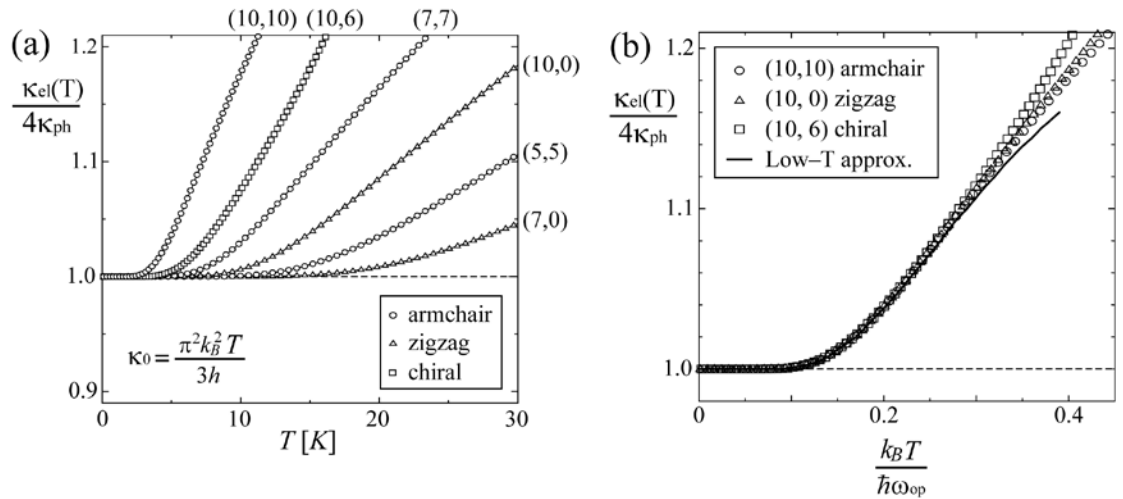 (a)
κel(T)
4κph
1.2
1.1
1.0
0.9
(10,10) (10,6) (7,7)
(10,0)
(5,5)
(7,0)
κ0 = π²kB²T
3h
armchair
zigzag
chiral
0 10 20 30
T [K]
(b)
κel(T)
4κph
1.2
1.1
1.0
(10,10) armchair
(10, 0) zigzag
(10, 6) chiral
Low–T approx.
0 0.2 0.4
kBT
ħωop